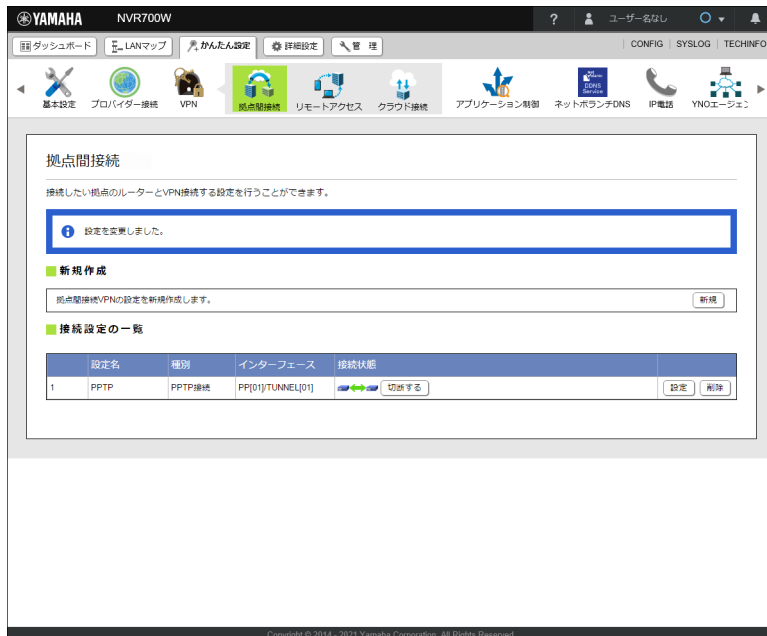 YAMAHA NVR700W ? ユーザー名なし
ダッシュボード LANマップ かんたん設定 詳細設定 管 理 CONFIG SYSLOG TECHINFO
基本設定 プロバイダー接続 VPN 拠点間接続 リモートアクセス クラウド接続 アプリケーション制御 ネットボランチDNS IP電話 YNOエージェ
DDNS
Service
拠点間接続
接続したい拠点のルーターとVPN接続する設定を行うことができます。
設定を変更しました。
新規作成
拠点間接続VPNの設定を新規作成します。 新規
接続設定の一覧
設定名 種別 インターフェース 接続状態
1 PPTP PPTP接続 PP[01]/TUNNEL[01] 切断する 設定 削除
Copyright © 2014 - 2021 Yamaha Corporation. All Rights Reserved.